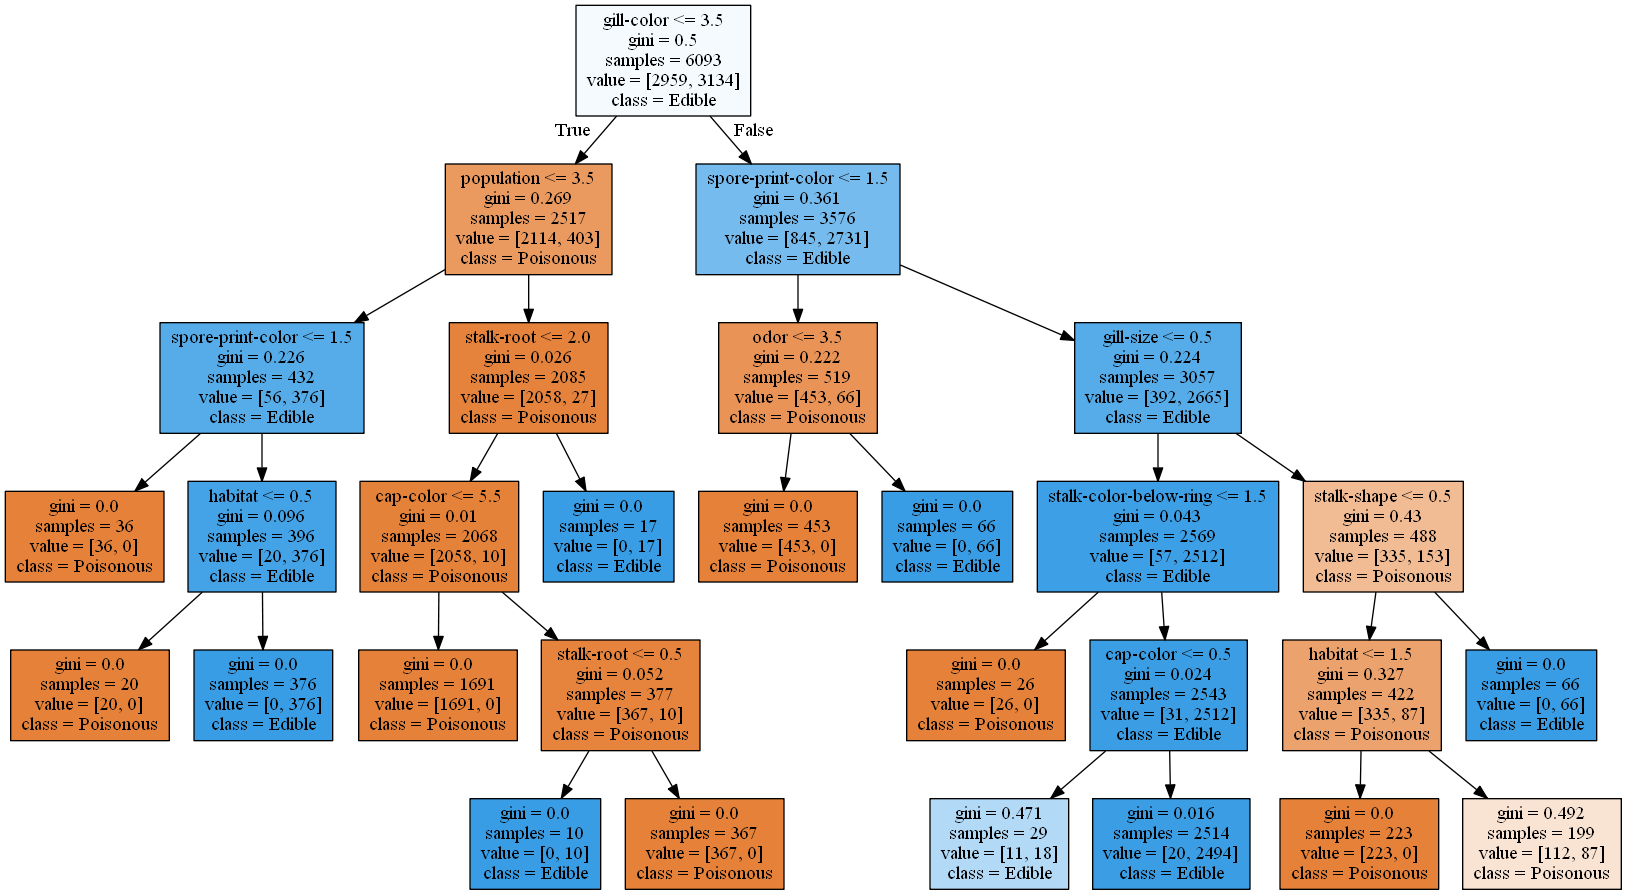 gill-color <= 3.5
gini = 0.5
samples = 6093
value = [2959, 3134]
class = Edible
True
False
population <= 3.5
gini = 0.269
samples = 2517
value = [2114, 403]
class = Poisonous
spore-print-color <= 1.5
gini = 0.361
samples = 3576
value = [845, 2731]
class = Edible
spore-print-color <= 1.5
gini = 0.226
samples = 432
value = [56, 376]
class = Edible
stalk-root <= 2.0
gini = 0.026
samples = 2085
value = [2058, 27]
class = Poisonous
odor <= 3.5
gini = 0.222
samples = 519
value = [453, 66]
class = Poisonous
gill-size <= 0.5
gini = 0.224
samples = 3057
value = [392, 2665]
class = Edible
gini = 0.0
samples = 36
value = [36, 0]
class = Poisonous
habitat <= 0.5
gini = 0.096
samples = 396
value = [20, 376]
class = Edible
cap-color <= 5.5
gini = 0.01
samples = 2068
value = [2058, 10]
class = Poisonous
gini = 0.0
samples = 17
value = [0, 17]
class = Edible
gini = 0.0
samples = 453
value = [453, 0]
class = Poisonous
gini = 0.0
samples = 66
value = [0, 66]
class = Edible
stalk-color-below-ring <= 1.5
gini = 0.043
samples = 2569
value = [57, 2512]
class = Edible
stalk-shape <= 0.5
gini = 0.43
samples = 488
value = [335, 153]
class = Poisonous
gini = 0.0
samples = 20
value = [20, 0]
class = Poisonous
gini = 0.0
samples = 376
value = [0, 376]
class = Edible
gini = 0.0
samples = 1691
value = [1691, 0]
class = Poisonous
stalk-root <= 0.5
gini = 0.052
samples = 377
value = [367, 10]
class = Poisonous
gini = 0.0
samples = 26
value = [26, 0]
class = Poisonous
cap-color <= 0.5
gini = 0.024
samples = 2543
value = [31, 2512]
class = Edible
habitat <= 1.5
gini = 0.327
samples = 422
value = [335, 87]
class = Poisonous
gini = 0.0
samples = 66
value = [0, 66]
class = Edible
gini = 0.0
samples = 10
value = [0, 10]
class = Edible
gini = 0.0
samples = 367
value = [367, 0]
class = Poisonous
gini = 0.471
samples = 29
value = [11, 18]
class = Edible
gini = 0.016
samples = 2514
value = [20, 2494]
class = Edible
gini = 0.0
samples = 223
value = [223, 0]
class = Poisonous
gini = 0.492
samples = 199
value = [112, 87]
class = Poisonous